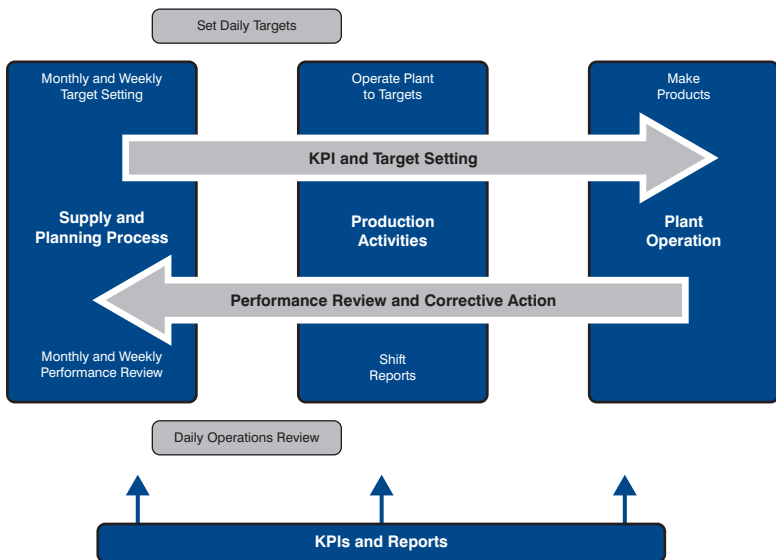 Set Daily Targets
Monthly and Weekly
Target Setting
Operate Plant
to Targets
Make
Products
KPI and Target Setting
Supply and
Planning Process
Production
Activities
Plant
Operation
Performance Review and Corrective Action
Monthly and Weekly
Performance Review
Shift
Reports
Daily Operations Review
KPIs and Reports